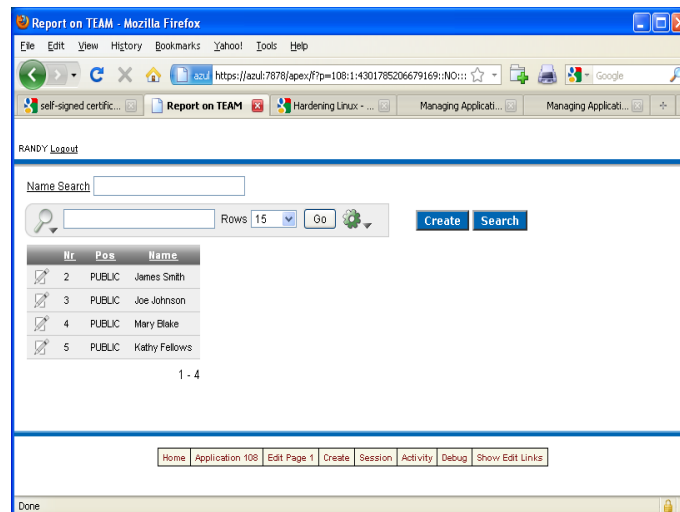 Report on TEAM - Mozilla Firefox
File Edit View History Bookmarks Yahoo! Tools Help
azul https://azul:7878/apex/f?p=108:1:4301785206679169::NO::: Google
self-signed certific... Report on TEAM Hardening Linux - ... Managing Applicati... Managing Applicati...
RANDY Logout
Name Search
Rows 15 Go Create Search
Nr Pos Name
2 PUBLIC James Smith
3 PUBLIC Joe Johnson
4 PUBLIC Mary Blake
5 PUBLIC Kathy Fellows
1 - 4
Home Application 108 Edit Page 1 Create Session Activity Debug Show Edit Links
Done